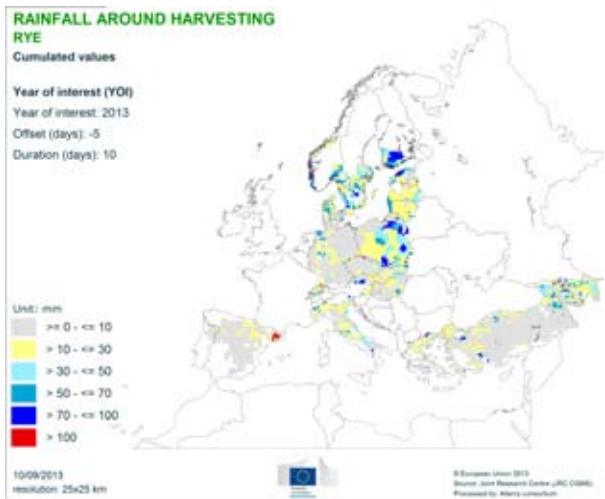 RAINFALL AROUND HARVESTING
RYE
Cumulated values
Year of interest (YOI)
Year of interest: 2013
Offset (days): -5
Duration (days): 10
Unit: mm
>= 0 - <= 10
> 10 - <= 30
> 30 - <= 50
> 50 - <= 70
> 70 - <= 100
> 100
10/09/2013
resolution: 25x25 km
© European Union 2013
Source: Joint Research Centre (JRC CGMS)
Processed by: Alterra consortium